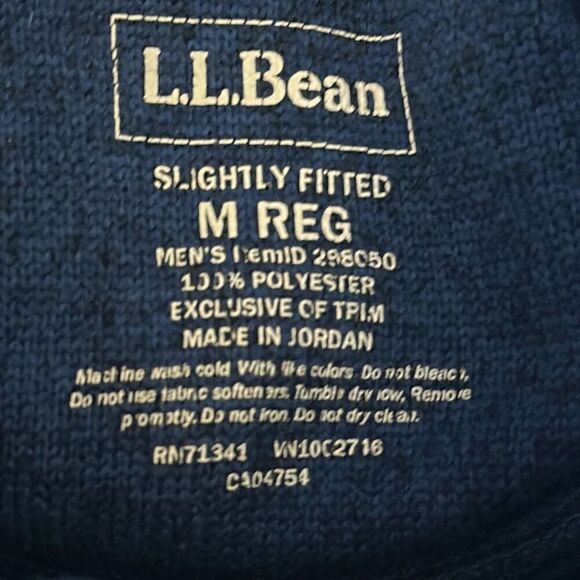 L.L.Bean
SLIGHTLY FITTED
M REG
MEN'S ItemID 298050
100% POLYESTER
EXCLUSIVE OF TRIM
MADE IN JORDAN
Machine wash cold With like colors. Do not bleach,
Do not use fabric softeners. Tumble dry low, Remove
promptly. Do not iron. Do not dry clean.
RN71341 VN1002716
CA04754